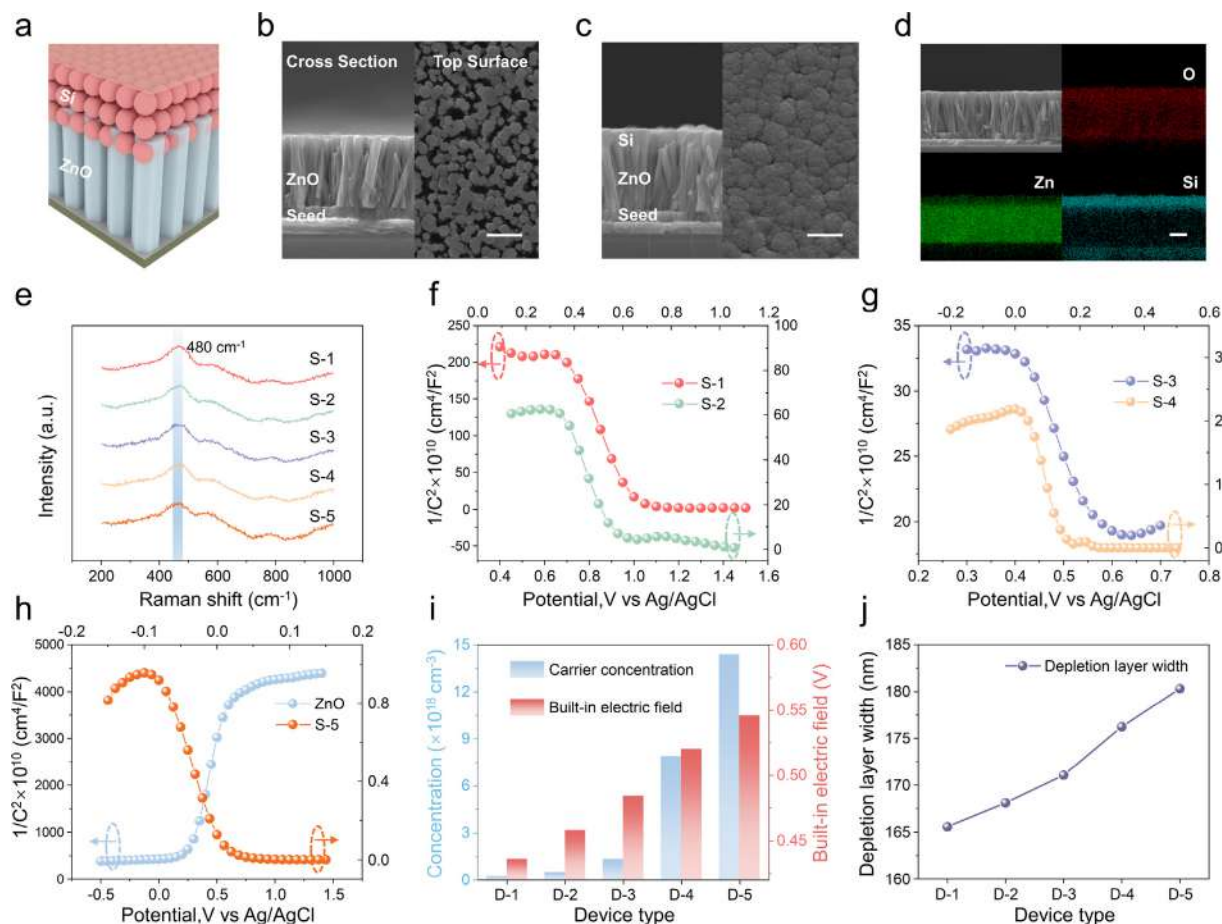 a
Si
ZnO
b
Cross Section
Top Surface
ZnO
Seed
c
Si
ZnO
Seed
d
O
Zn
Si
e
480 cm-1
S-1
S-2
S-3
S-4
S-5
Intensity (a.u.)
200 400 600 800 1000
Raman shift (cm-1)
f
0.0 0.2 0.4 0.6 0.8 1.0 1.2
250
200
150
100
50
0
-50
100
80
60
40
20
0
S-1
S-2
1/C2×1010 (cm4/F2)
0.4 0.6 0.8 1.0 1.2 1.4 1.6
Potential,V vs Ag/AgCl
g
-0.2 0.0 0.2 0.4 0.6
35
30
25
20
3
2
1
0
S-3
S-4
1/C2×1010 (cm4/F2)
0.2 0.3 0.4 0.5 0.6 0.7 0.8
Potential,V vs Ag/AgCl
h
-0.2 -0.1 0.0 0.1 0.2
5000
4000
3000
2000
1000
0
0.8
0.4
0.0
ZnO
S-5
1/C2×1010 (cm4/F2)
-0.5 0.0 0.5 1.0 1.5
Potential,V vs Ag/AgCl
i
15
12
9
6
3
0
0.60
0.55
0.50
0.45
Carrier concentration
Built-in electric field
Concentration (×1018 cm-3)
Built-in electric field (V)
D-1 D-2 D-3 D-4 D-5
Device type
j
185
180
175
170
165
160
Depletion layer width
Depletion layer width (nm)
D-1 D-2 D-3 D-4 D-5
Device type